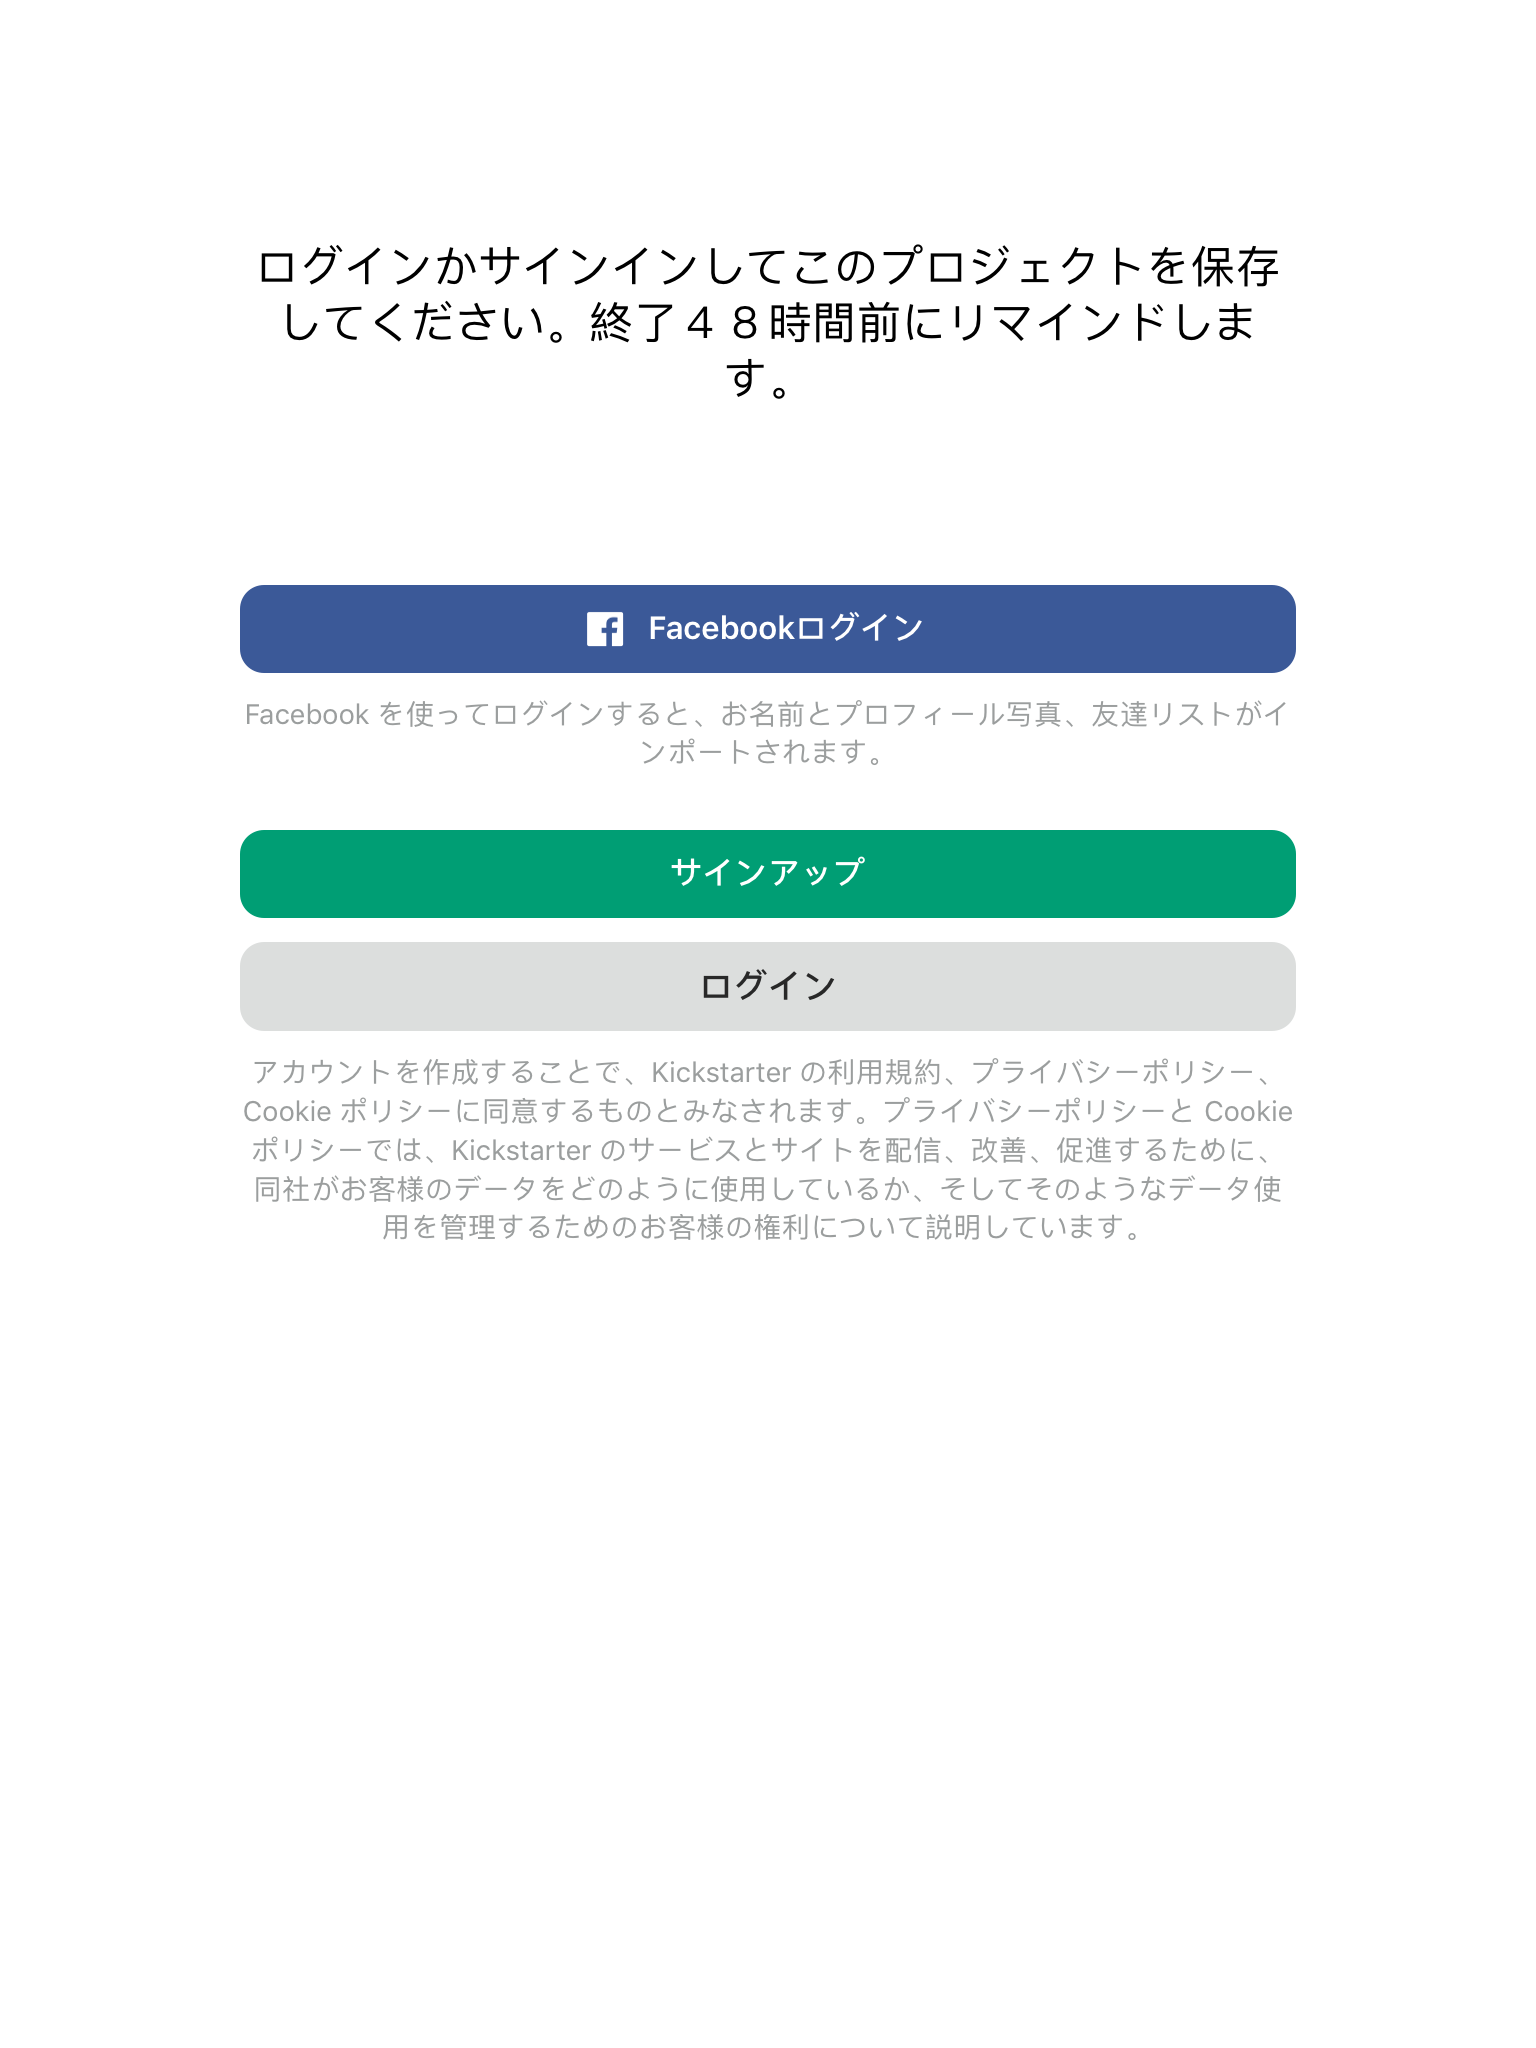 ログインかサインインしてこのプロジェクトを保存
してください。終了４８時間前にリマインドしま
す。
Facebookログイン
Facebook を使ってログインすると、お名前とプロフィール写真、友達リストがイ
ンポートされます。
サインアップ
ログイン
アカウントを作成することで、Kickstarter の利用規約、プライバシーポリシー、
Cookie ポリシーに同意するものとみなされます。プライバシーポリシーと Cookie
ポリシーでは、Kickstarter のサービスとサイトを配信、改善、促進するために、
同社がお客様のデータをどのように使用しているか、そしてそのようなデータ使
用を管理するためのお客様の権利について説明しています。